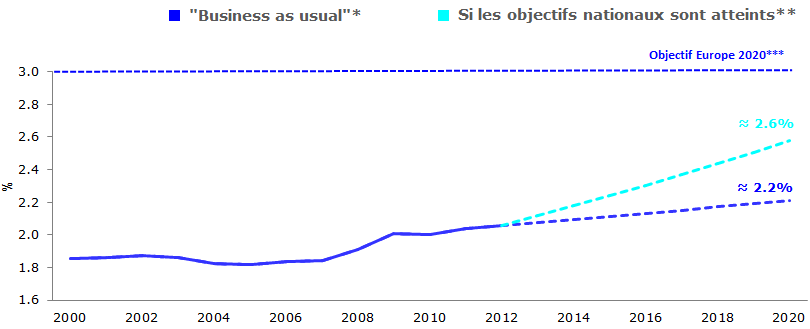 "Business as usual"*
Si les objectifs nationaux sont atteints**
Objectif Europe 2020***
3.0
2.8
≈ 2.6%
2.6
2.4
%
≈ 2.2%
2.2
2.0
1.8
1.6
2000 2002 2004 2006 2008 2010 2012 2014 2016 2018 2020